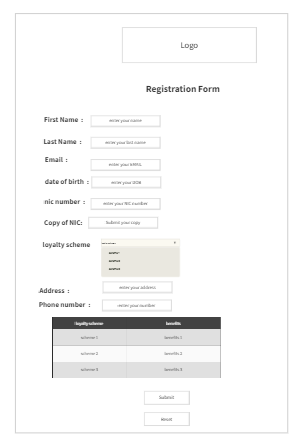 Logo
Registration Form
First Name : enter your name
Last Name : enter your last name
Email : enter your EMAIL
date of birth : enter your DOB
nic number : enter your NIC number
Copy of NIC: Submit your copy
loyalty scheme
Address : enter your address
Phone number : enter your number
loyalty scheme benefits
scheme 1 benefits 1
scheme 2 benefits 2
scheme 3 benefits 3
Submit
Reset